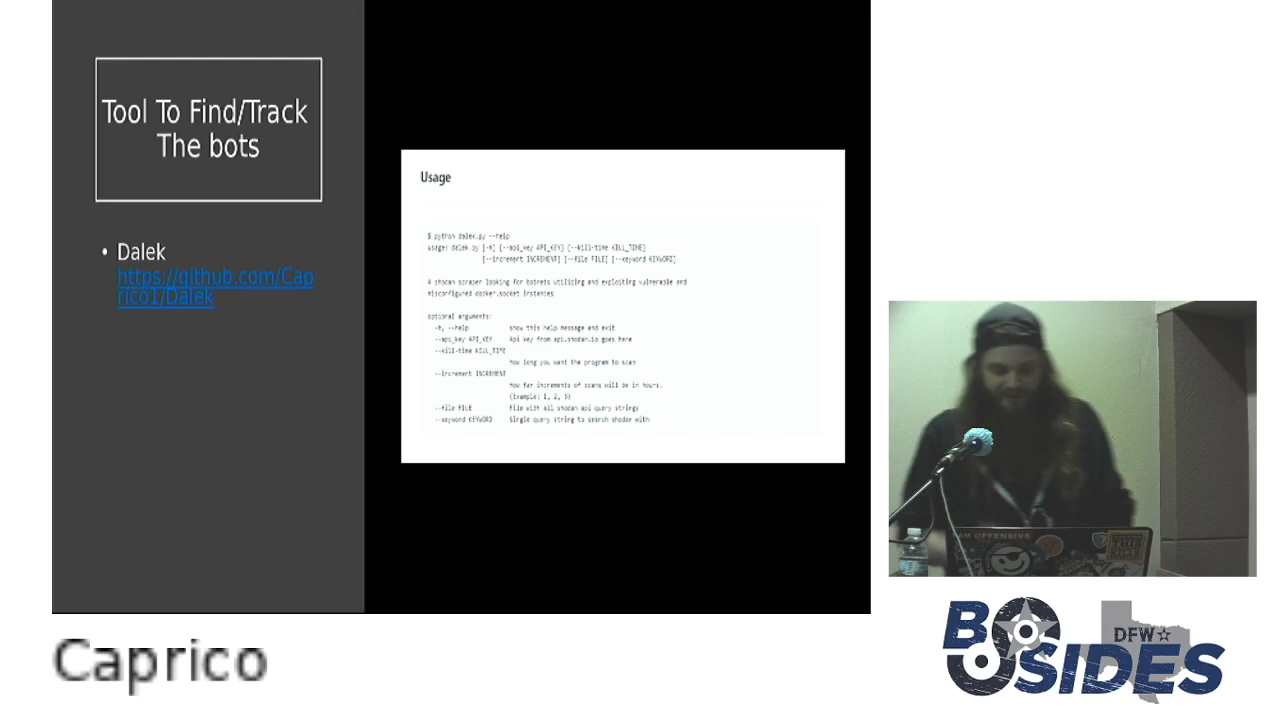 Tool To Find/Track
The bots
• Dalek
https://github.com/Cap
rico1/Dalek
Usage
$ python dalek.py --help
usage: dalek.py [-h] [--api_key API_KEY] [--kill-time KILL_TIME]
[--increment INCREMENT] [--file FILE] [--keyword KEYWORD]
A shodan scraper looking for botnets utilizing and exploiting vulnerable and
misconfigured docker.socket instances
optional arguments:
-h, --help show this help message and exit
--api_key API_KEY Api key from api.shodan.io goes here
--kill-time KILL_TIME
how long you want the program to scan
--increment INCREMENT
How far increments of scans will be in hours.
(Example: 1, 2, 3)
--file FILE File with all shodan api query strings
--keyword KEYWORD Single query string to search shodan with
AM OFFENSIVE
Caprico
BSIDES
DFW